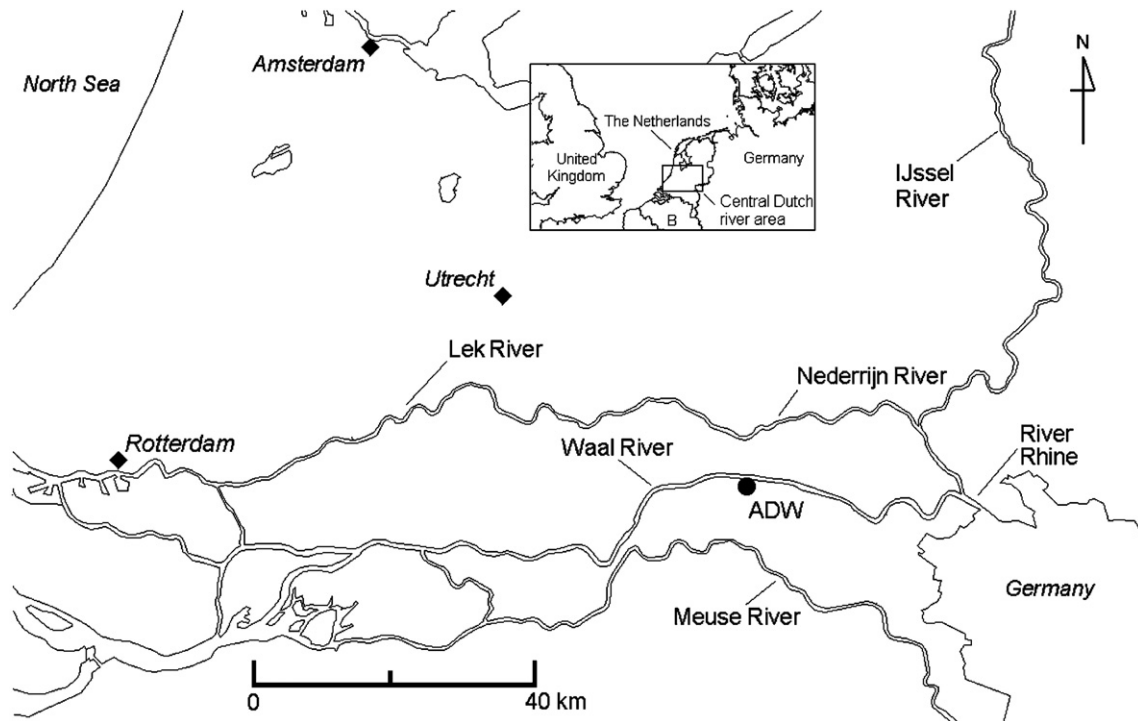 North Sea
Amsterdam
N
The Netherlands
United
Kingdom
Germany
Central Dutch
river area
B
IJssel
River
Utrecht
Lek River
Nederrijn River
Rotterdam
Waal River
River
Rhine
ADW
Germany
Meuse River
0
40 km